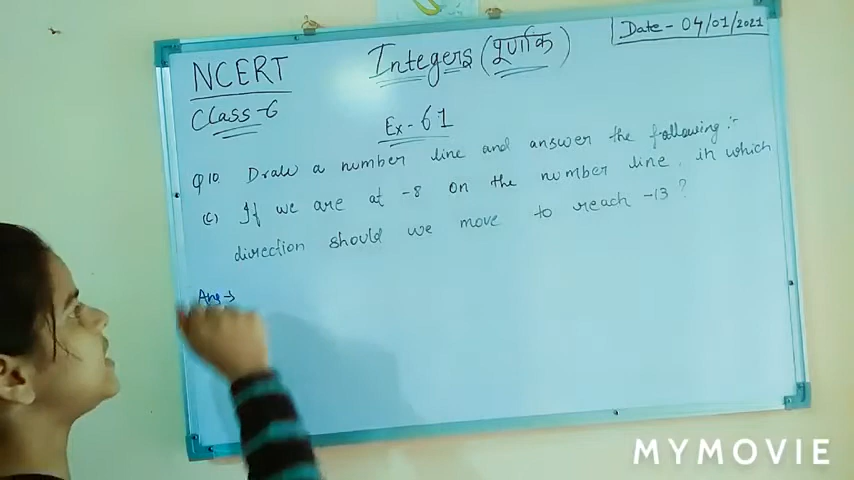 Date - 04/01/2021
NCERT Integers (पूर्णांक)
Class-6
Ex- 6 1
Q10. Draw a number line and answer the following :-
(c) If we are at -8 on the number line, in which
direction should we move to reach -13 ?
Ans →
MYMOVIE